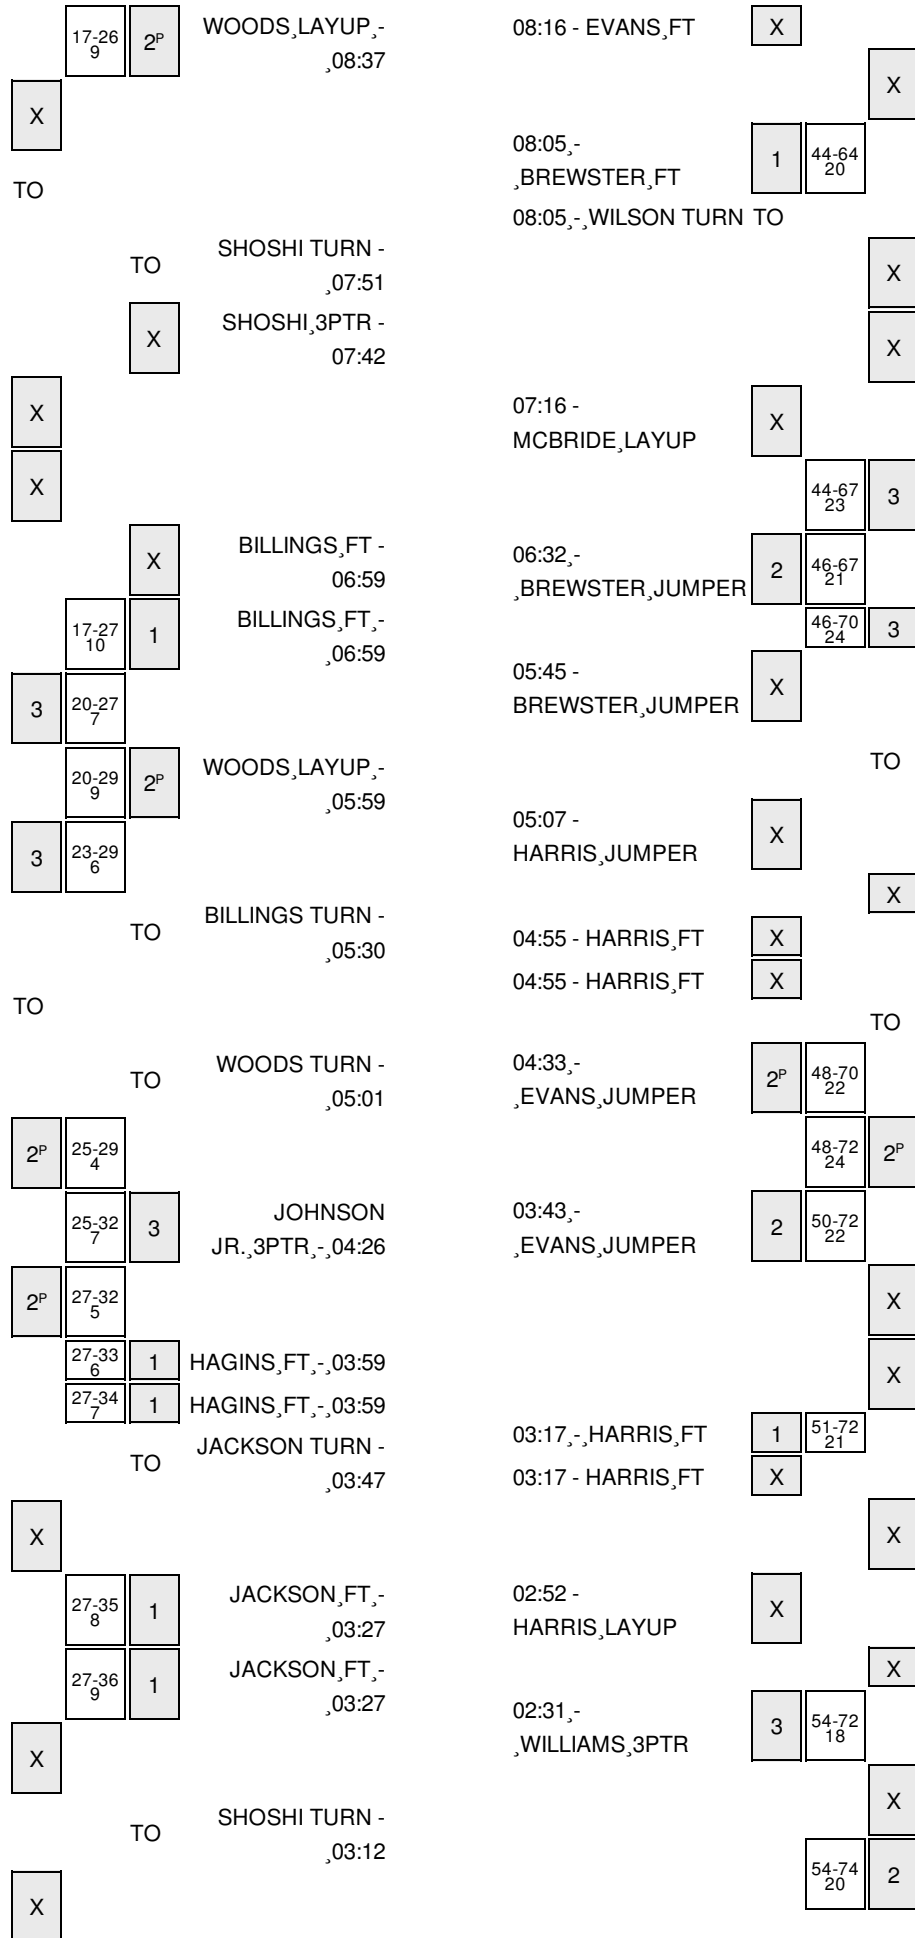 17-26
9
2P
WOODS¸LAYUP¸-
¸08:37
X
TO
TO
SHOSHI TURN -
¸07:51
X
SHOSHI¸3PTR -
07:42
X
X
X
BILLINGS¸FT -
06:59
17-27
10
1
BILLINGS¸FT¸-
¸06:59
3
20-27
7
20-29
9
2P
WOODS¸LAYUP¸-
¸05:59
3
23-29
6
TO
BILLINGS TURN -
¸05:30
TO
TO
WOODS TURN -
¸05:01
2P
25-29
4
25-32
7
3
JOHNSON
JR.¸3PTR¸-¸04:26
2P
27-32
5
27-33
6
1
HAGINS¸FT¸-¸03:59
27-34
7
1
HAGINS¸FT¸-¸03:59
TO
JACKSON TURN -
¸03:47
X
27-35
8
1
JACKSON¸FT¸-
¸03:27
27-36
9
1
JACKSON¸FT¸-
¸03:27
X
TO
SHOSHI TURN -
¸03:12
X
08:16 - EVANS¸FT
X
X
08:05¸-
¸BREWSTER¸FT
1
44-64
20
08:05¸-¸WILSON TURN TO
X
X
07:16 -
MCBRIDE¸LAYUP
X
44-67
23
3
06:32¸-
¸BREWSTER¸JUMPER
2
46-67
21
46-70
24
3
05:45 -
BREWSTER¸JUMPER
X
TO
05:07 -
HARRIS¸JUMPER
X
X
04:55 - HARRIS¸FT
X
04:55 - HARRIS¸FT
X
TO
04:33¸-
¸EVANS¸JUMPER
2P
48-70
22
48-72
24
2P
03:43¸-
¸EVANS¸JUMPER
2
50-72
22
X
X
03:17¸-¸HARRIS¸FT
1
51-72
21
03:17 - HARRIS¸FT
X
X
02:52 -
HARRIS¸LAYUP
X
X
02:31¸-
¸WILLIAMS¸3PTR
3
54-72
18
X
54-74
20
2